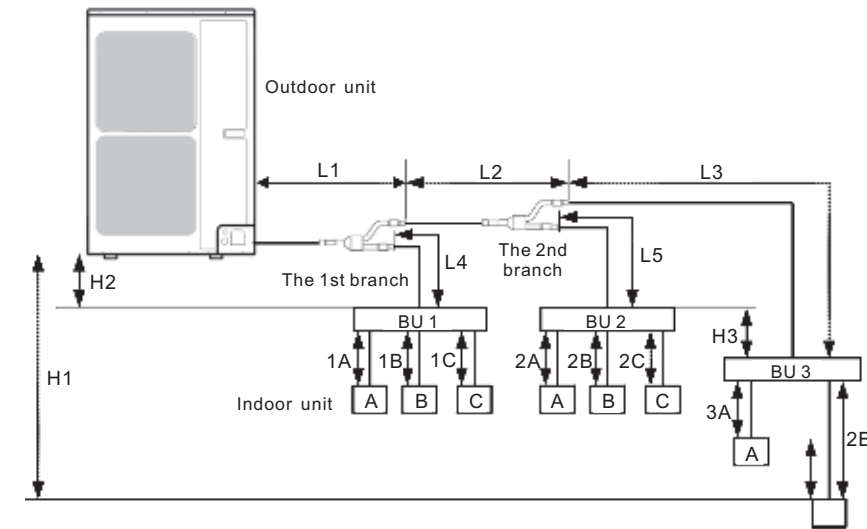 Outdoor unit
L1
L2
L3
The 1st branch
L4
The 2nd
branch
L5
H2
H1
BU 1
BU 2
H3
BU 3
1A
1B
1C
2A
2B
2C
3A
2B
Indoor unit
A
B
C
A
B
C
A